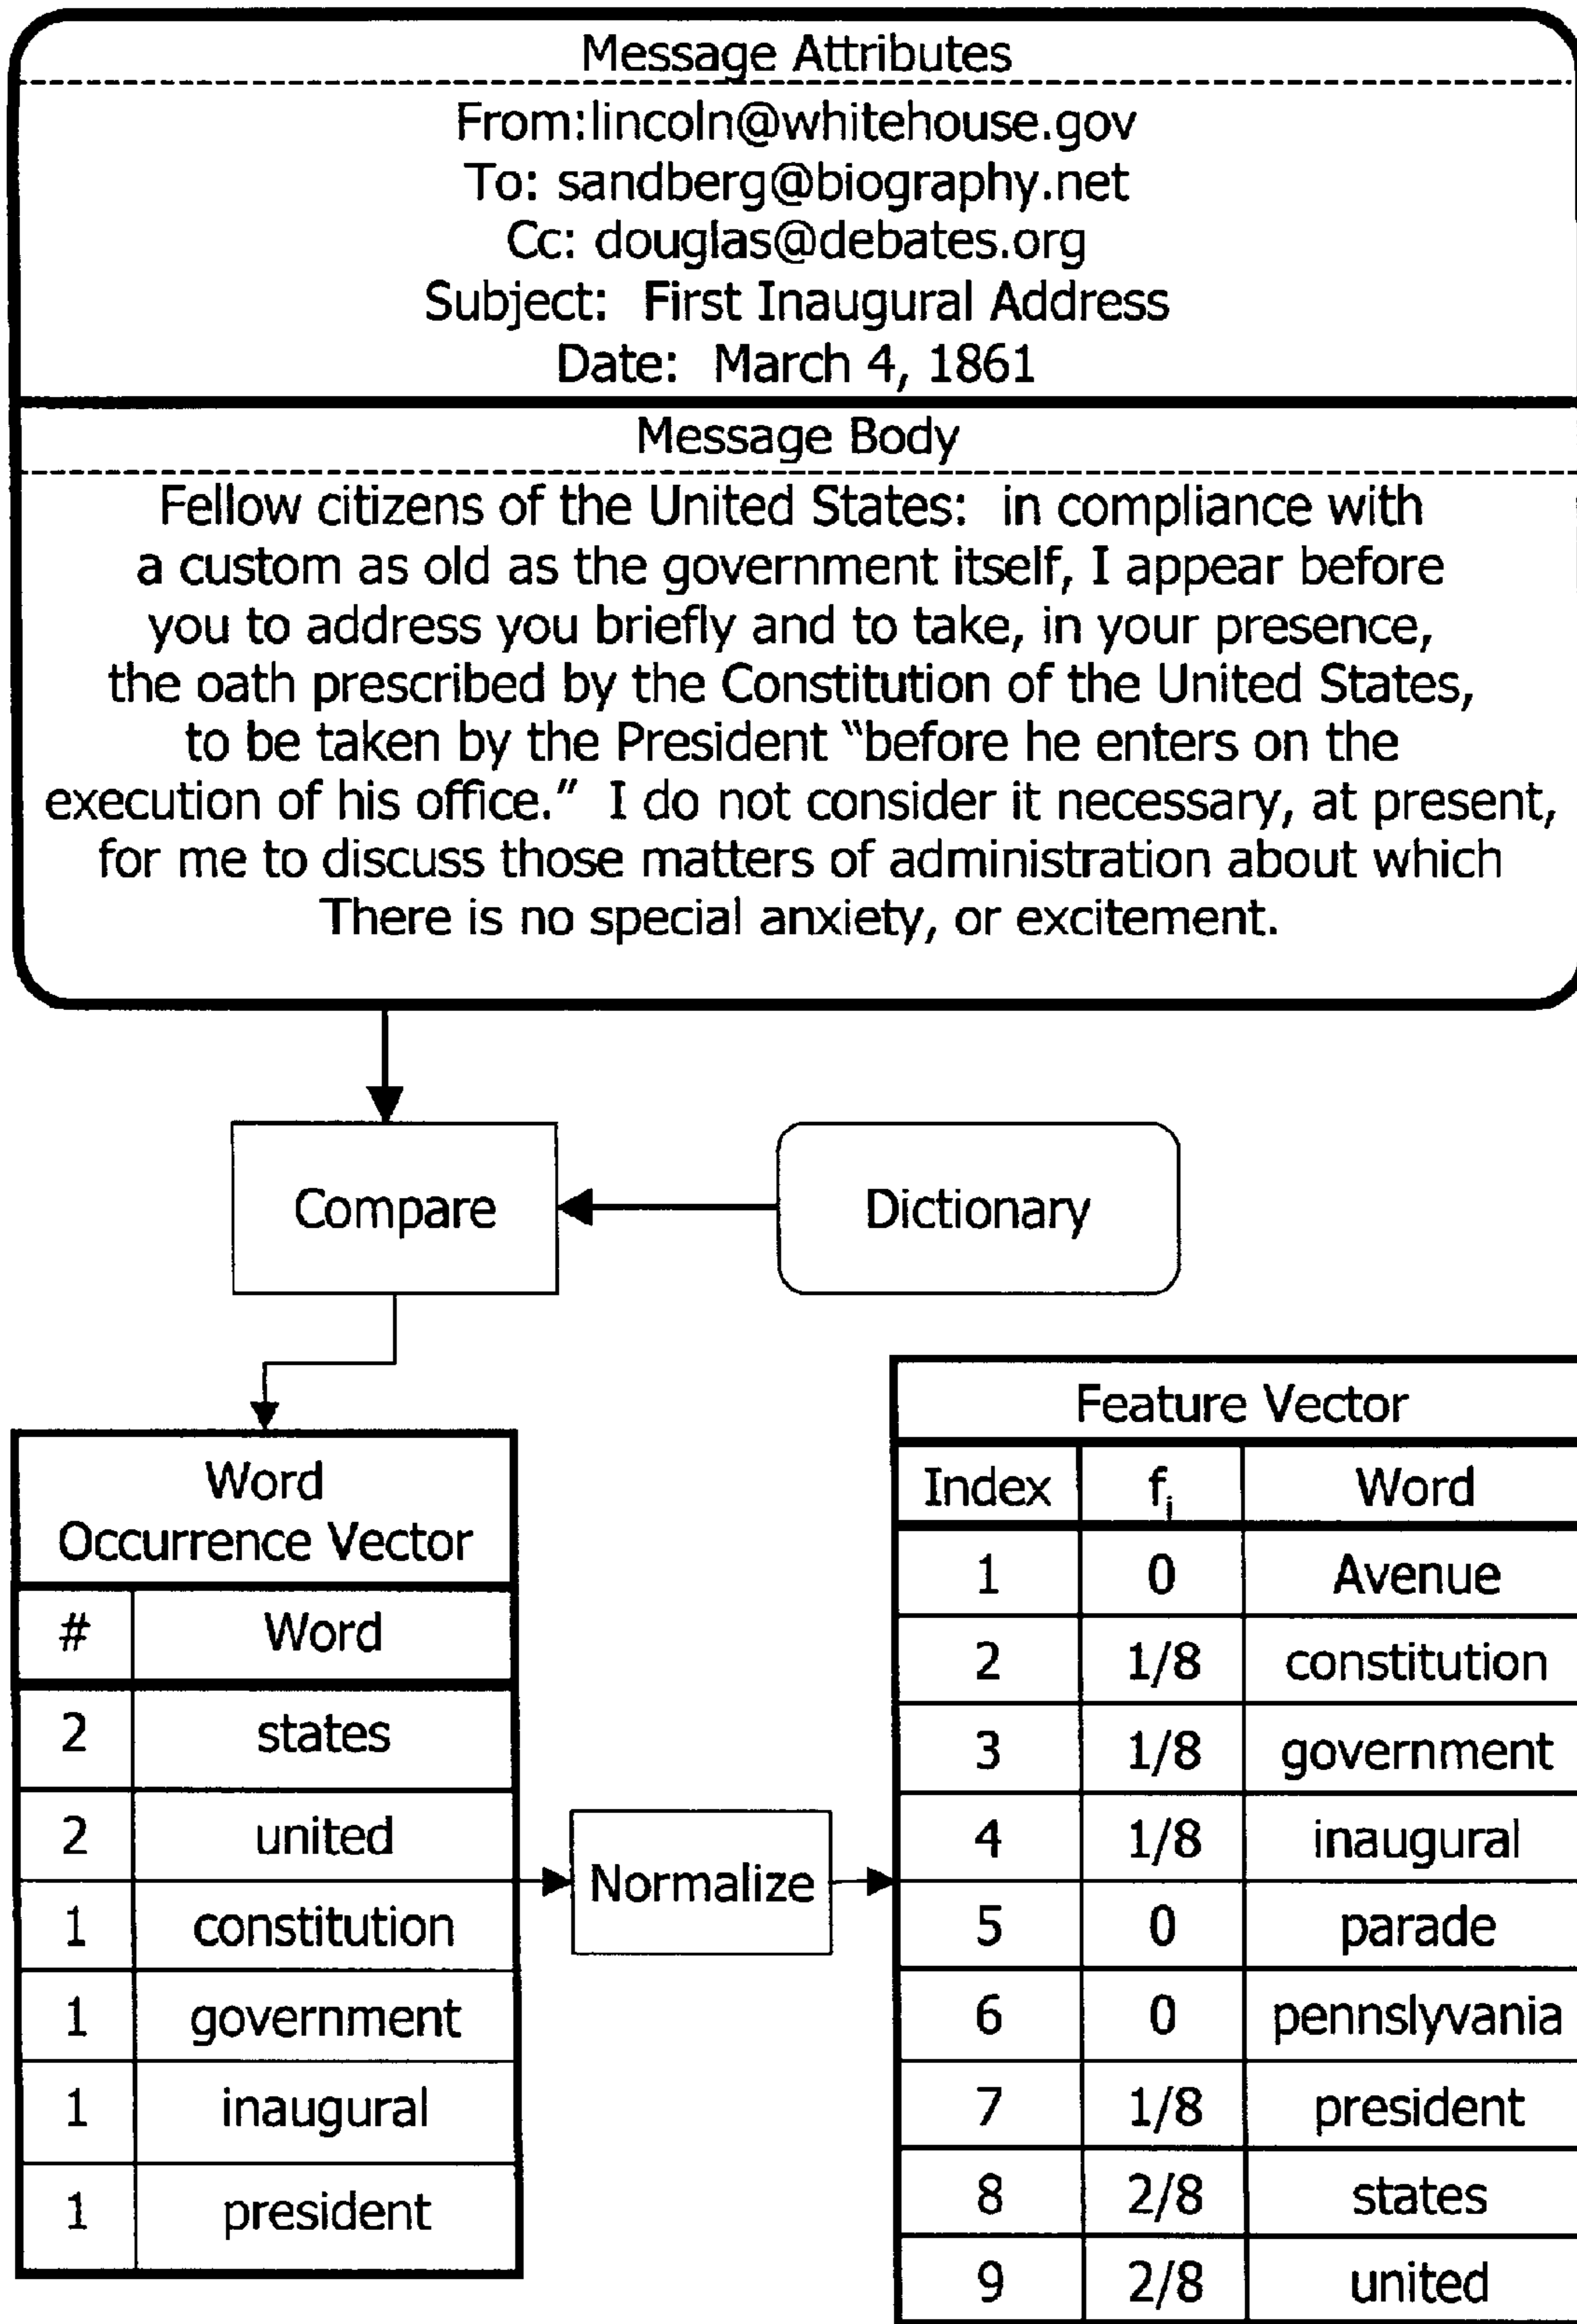 Message Attributes
From:lincoln@whitehouse.gov
To: sandberg@biography.net
Cc: douglas@debates.org
Subject: First Inaugural Address
Date: March 4, 1861
Message Body
Fellow citizens of the United States: in compliance with
a custom as old as the government itself, I appear before
you to address you briefly and to take, in your presence,
the oath prescribed by the Constitution of the United States,
to be taken by the President “before he enters on the
execution of his office.” I do not consider it necessary, at present,
for me to discuss those matters of administration about which
There is no special anxiety, or excitement.
Compare
Dictionary
Word
Occurrence Vector
# Word
2 states
2 united
1 constitution
1 government
1 inaugural
1 president
Normalize
Feature Vector
Index fi Word
1 0 Avenue
2 1/8 constitution
3 1/8 government
4 1/8 inaugural
5 0 parade
6 0 pennslyvania
7 1/8 president
8 2/8 states
9 2/8 united